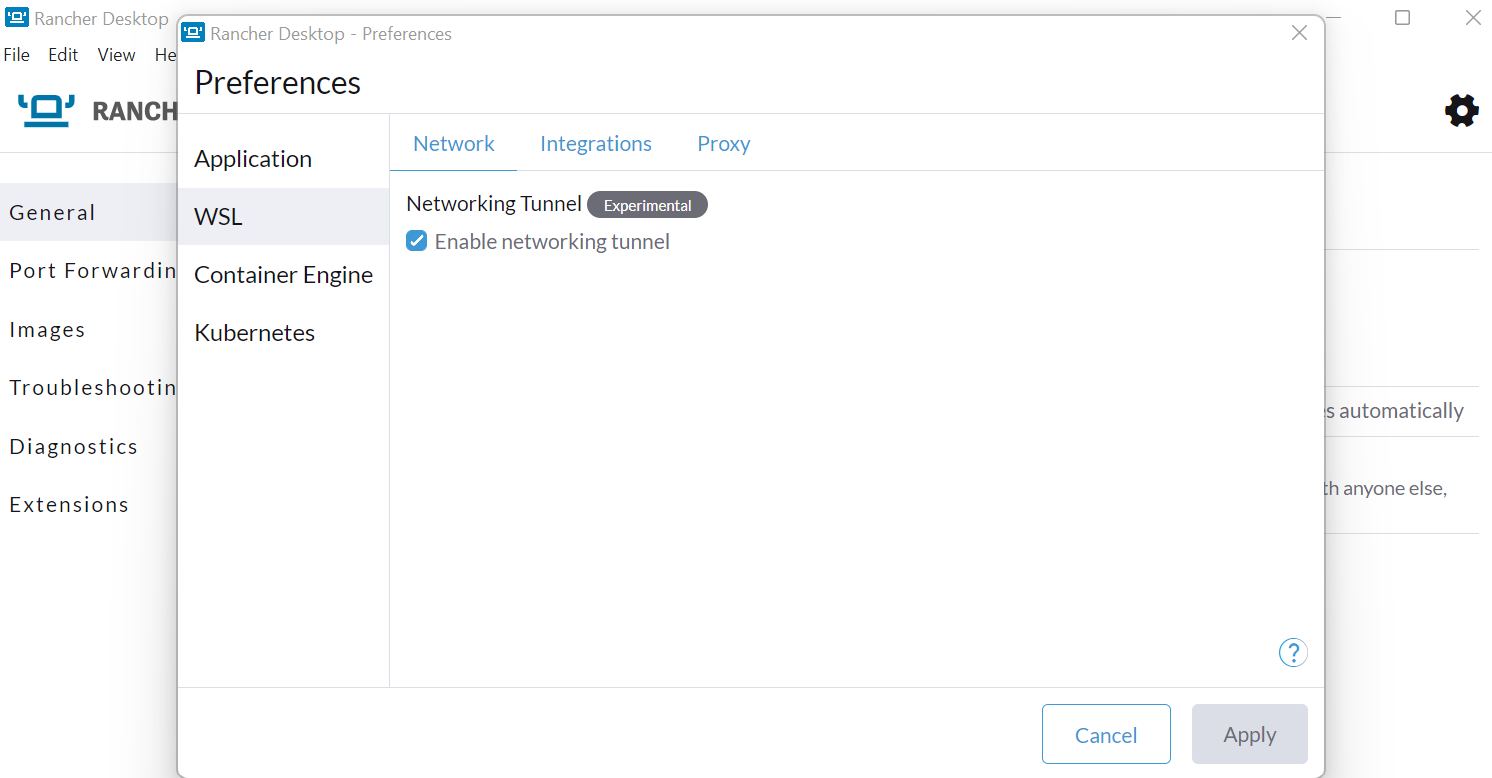 Rancher Desktop
File Edit View He
RANCH
General
Port Forwardin
Images
Troubleshootin
Diagnostics
Extensions
Rancher Desktop - Preferences
Preferences
Application
WSL
Container Engine
Kubernetes
Network Integrations Proxy
Networking Tunnel Experimental
Enable networking tunnel
?
Cancel Apply
s automatically
th anyone else,